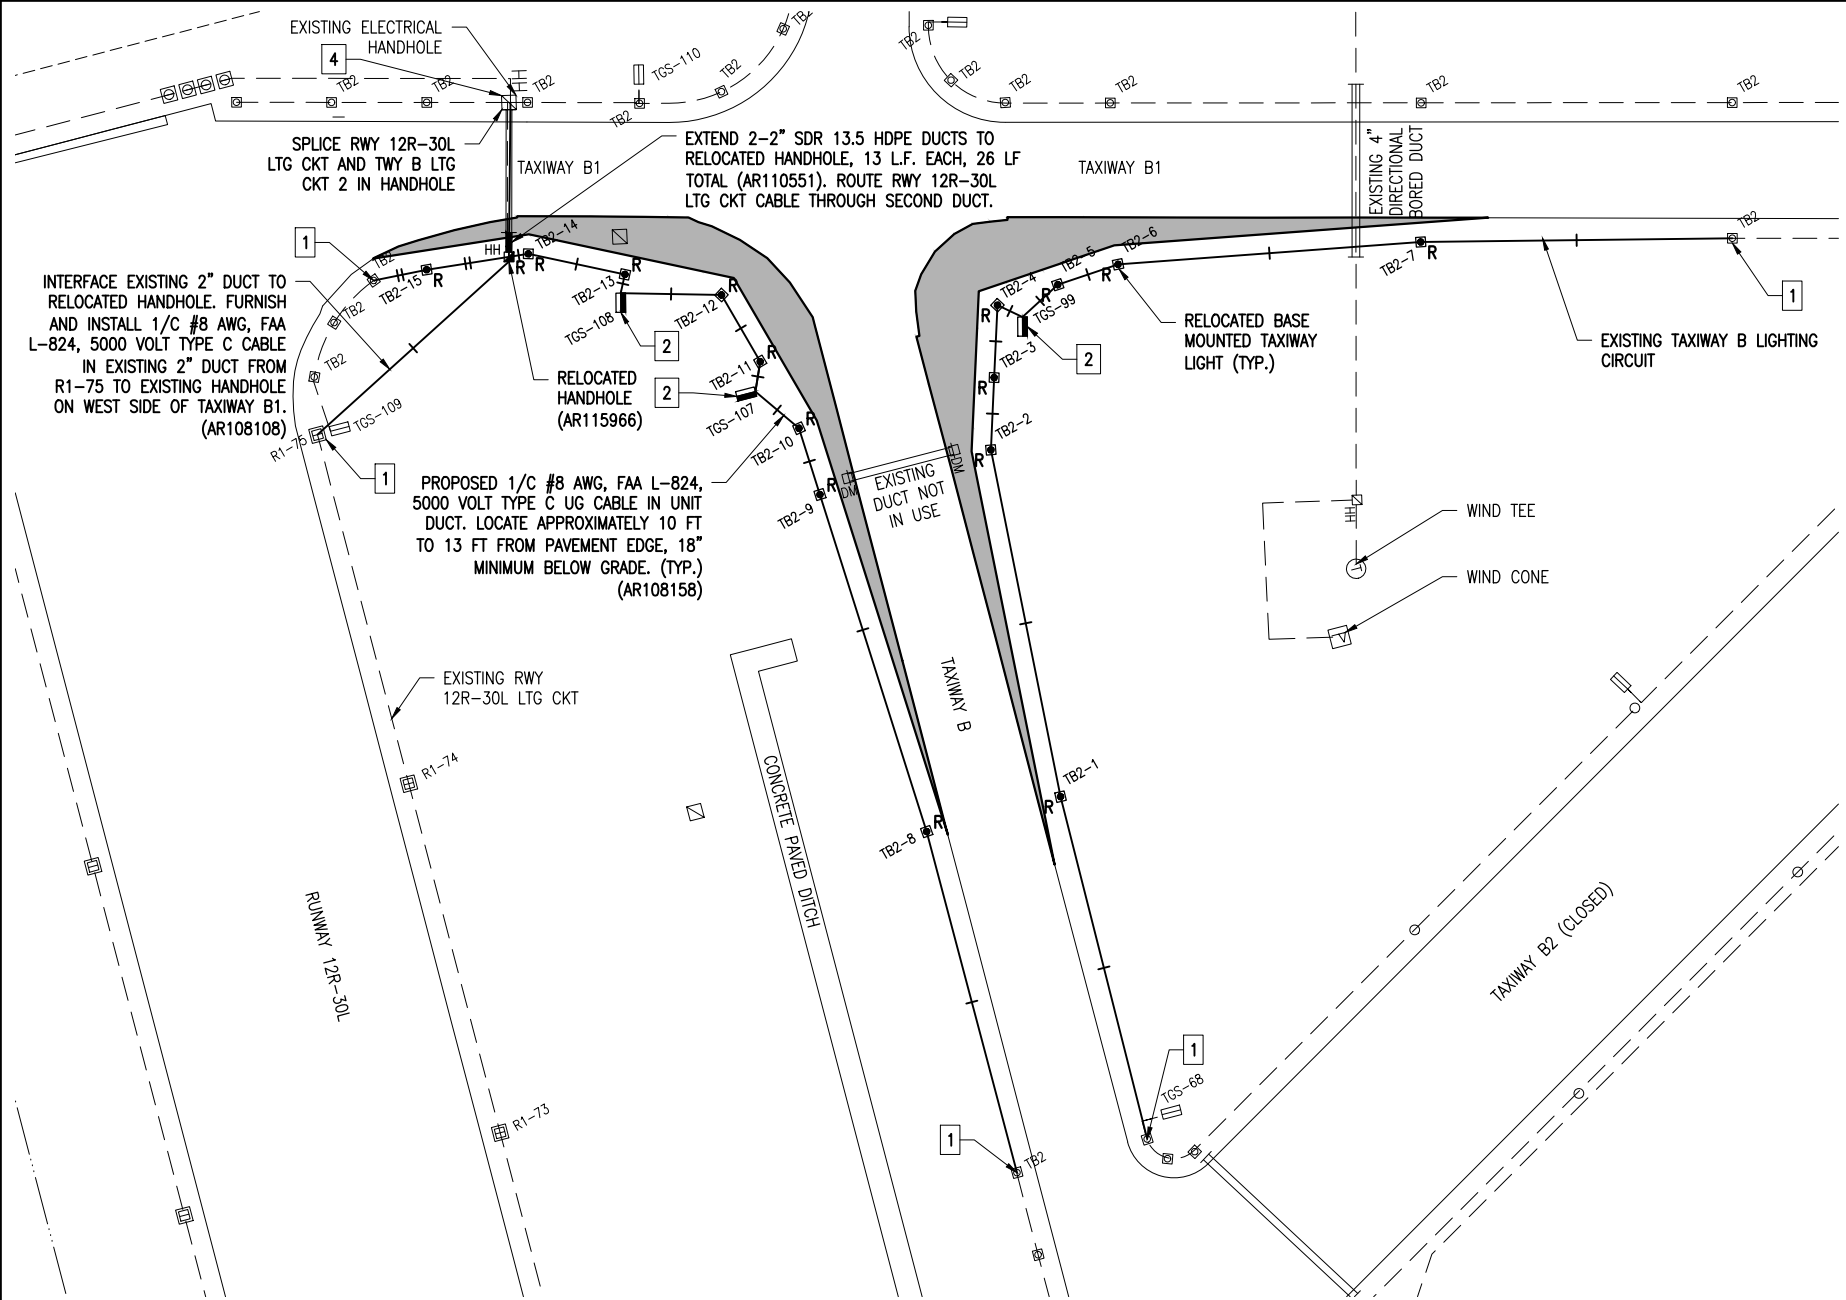 EXISTING ELECTRICAL
HANDHOLE
4
HH
TB2
TB2
TB2
TB2
TGS-110
TB2
TB2
TB2
TB2
TB2
TB2
TB2
TB2
SPLICE RWY 12R-30L
LTG CKT AND TWY B LTG
CKT 2 IN HANDHOLE
TAXIWAY B1
EXTEND 2-2" SDR 13.5 HDPE DUCTS TO
RELOCATED HANDHOLE, 13 L.F. EACH, 26 LF
TOTAL (AR110551). ROUTE RWY 12R-30L
LTG CKT CABLE THROUGH SECOND DUCT.
TAXIWAY B1
EXISTING 4"
DIRECTIONAL
BORED DUCT
1
TB2
HH
R
TB2-14
R
TB2-15
R
TB2-13
R
TB2-12
R
TGS-108
2
TB2-4
R
TB2-5
R
TB2-6
R
TGS-99
2
TB2-7
R
TB2
1
INTERFACE EXISTING 2" DUCT TO
RELOCATED HANDHOLE. FURNISH
AND INSTALL 1/C #8 AWG, FAA
L-824, 5000 VOLT TYPE C CABLE
IN EXISTING 2" DUCT FROM
R1-75 TO EXISTING HANDHOLE
ON WEST SIDE OF TAXIWAY B1.
(AR108108)
TB2
TB2
TGS-109
R1-75
1
RELOCATED
HANDHOLE
(AR115966)
2
TB2-11
R
TGS-107
TB2-10
R
TB2-3
R
TB2-2
R
RELOCATED BASE
MOUNTED TAXIWAY
LIGHT (TYP.)
EXISTING TAXIWAY B LIGHTING
CIRCUIT
PROPOSED 1/C #8 AWG, FAA L-824,
5000 VOLT TYPE C UG CABLE IN UNIT
DUCT. LOCATE APPROXIMATELY 10 FT
TO 13 FT FROM PAVEMENT EDGE, 18"
MINIMUM BELOW GRADE. (TYP.)
(AR108158)
TB2-9
R
DM
DM
EXISTING
DUCT NOT
IN USE
HH
WIND TEE
T
WIND CONE
V
EXISTING RWY
12R-30L LTG CKT
TAXIWAY B
R1-74
CONCRETE PAVED DITCH
TB2-8
R
TB2-1
R
RUNWAY 12R-30L
TAXIWAY B2 (CLOSED)
R1-73
1
TGS-68
1
TB2